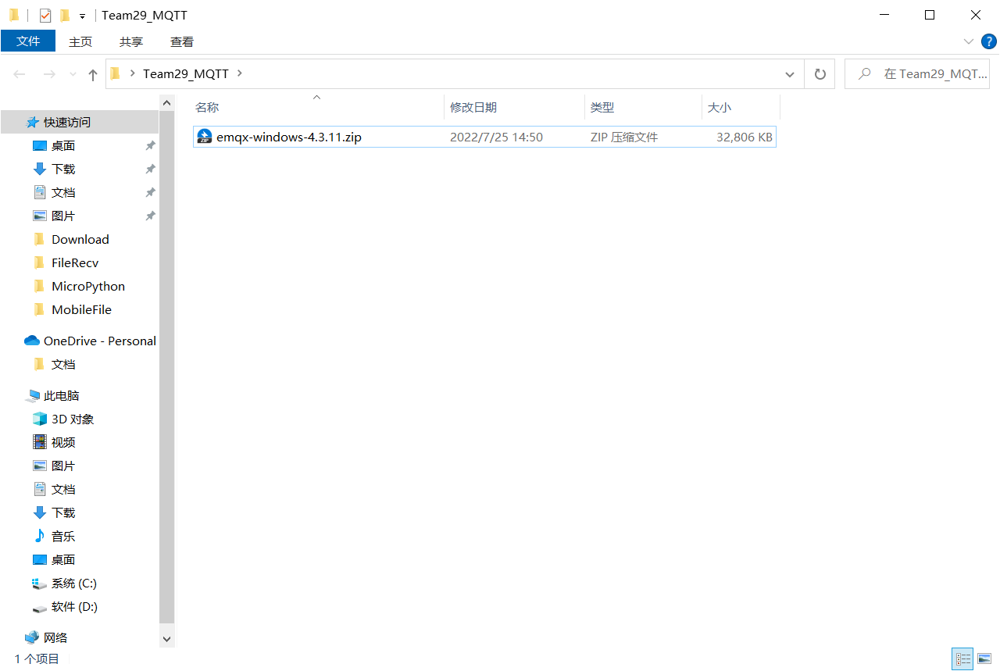 Team29_MQTT
文件 主页 共享 查看
Team29_MQTT
在 Team29_MQT...
名称 修改日期 类型 大小
emqx-windows-4.3.11.zip 2022/7/25 14:50 ZIP 压缩文件 32,806 KB
快速访问
桌面
下载
文档
图片
Download
FileRecv
MicroPython
MobileFile
OneDrive - Personal
文档
此电脑
3D 对象
视频
图片
文档
下载
音乐
桌面
系统 (C:)
软件 (D:)
网络
1 个项目